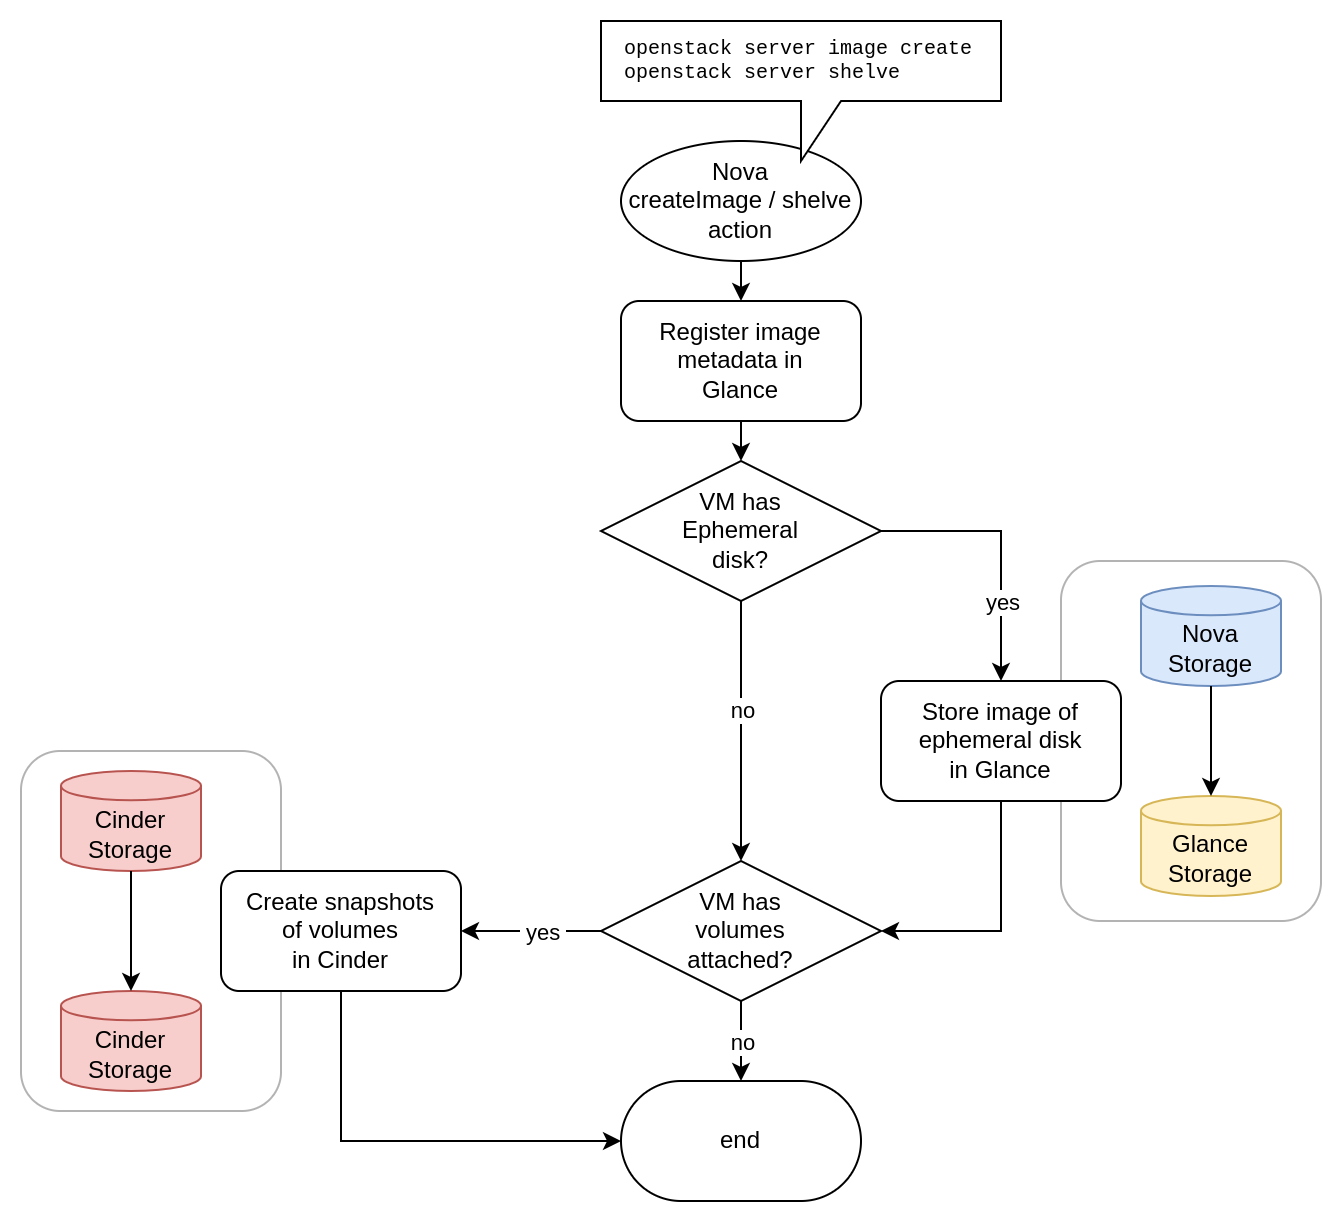 openstack server image create
openstack server shelve
Nova
createImage / shelve
action
Register image
metadata in
Glance
VM has
Ephemeral
disk?
yes
Nova
Storage
no
Store image of
ephemeral disk
in Glance
Cinder
Storage
Glance
Storage
Create snapshots
of volumes
in Cinder
yes
VM has
volumes
attached?
Cinder
Storage
no
end